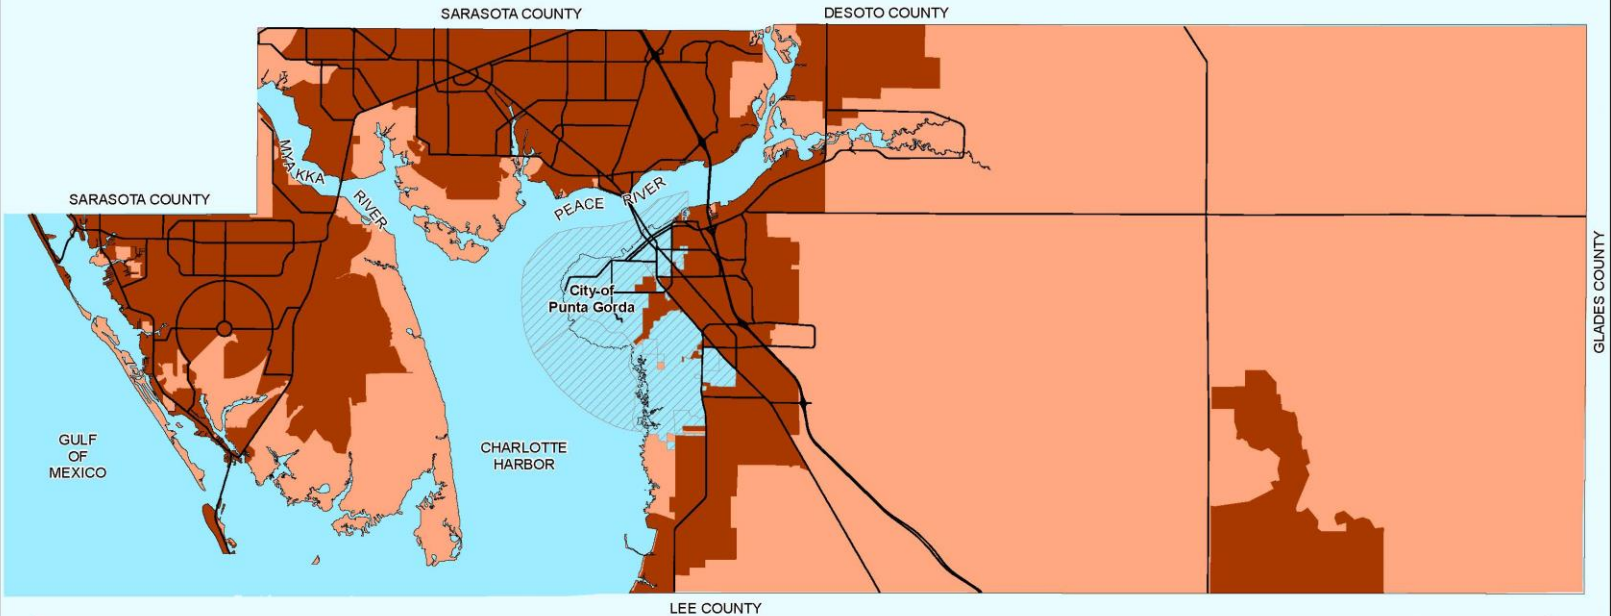 SARASOTA COUNTY
DESOTO COUNTY
MYAKKA
RIVER
SARASOTA COUNTY
PEACE RIVER
GLADES COUNTY
City of
Punta Gorda
GULF
OF
MEXICO
CHARLOTTE
HARBOR
LEE COUNTY